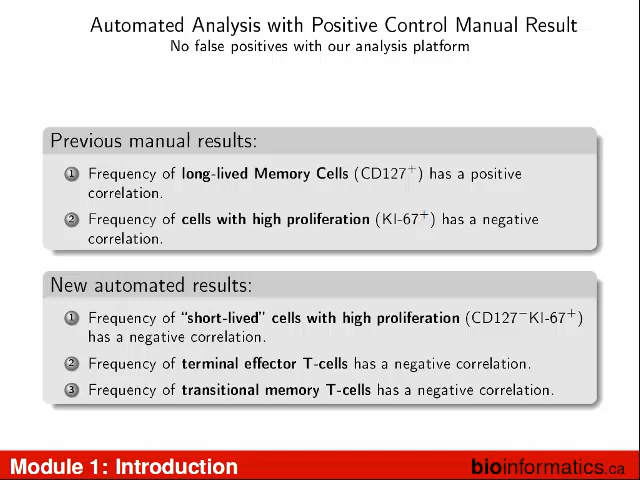 Automated Analysis with Positive Control Manual Result
No false positives with our analysis platform
Previous manual results:
1 Frequency of long-lived Memory Cells (CD127⁺) has a positive
correlation.
2 Frequency of cells with high proliferation (KI-67⁺) has a negative
correlation.
New automated results:
1 Frequency of “short-lived” cells with high proliferation (CD127⁻KI-67⁺)
has a negative correlation.
2 Frequency of terminal effector T-cells has a negative correlation.
3 Frequency of transitional memory T-cells has a negative correlation.
Module 1: Introduction
bioinformatics.ca